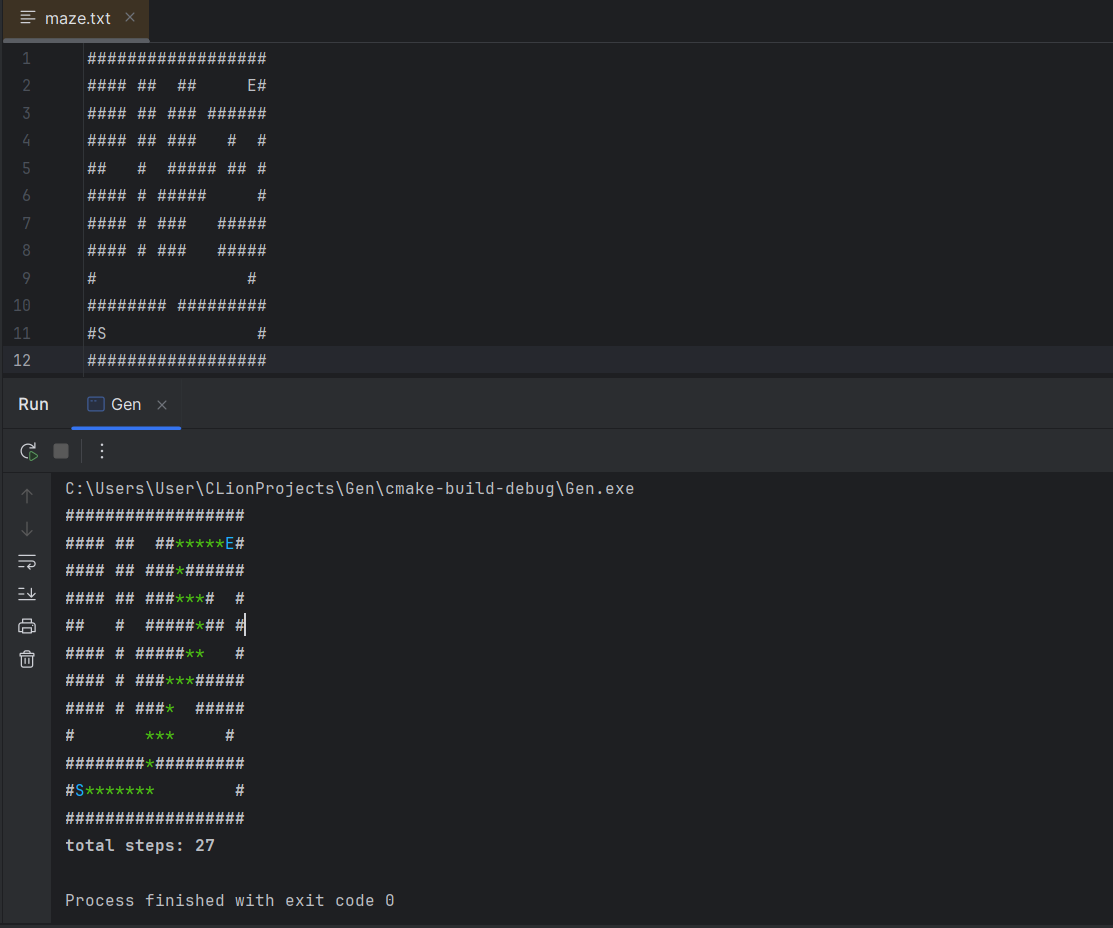 maze.txt
1 ##################
2 #### ##  ##     E#
3 #### ## ### ######
4 #### ## ###   #  #
5 ##   #  ##### ## #
6 #### # #####     #
7 #### # ###   #####
8 #### # ###   #####
9 #               #
10 ######## #########
11 #S               #
12 ##################
Run Gen
C:\Users\User\CLionProjects\Gen\cmake-build-debug\Gen.exe
##################
#### ##  ##*****E#
#### ## ###*######
#### ## ###***#  #
##   #  #####*## #
#### # #####**   #
#### # ###***#####
#### # ###*  #####
#       ***     #
########*#########
#S*******        #
##################
total steps: 27
Process finished with exit code 0